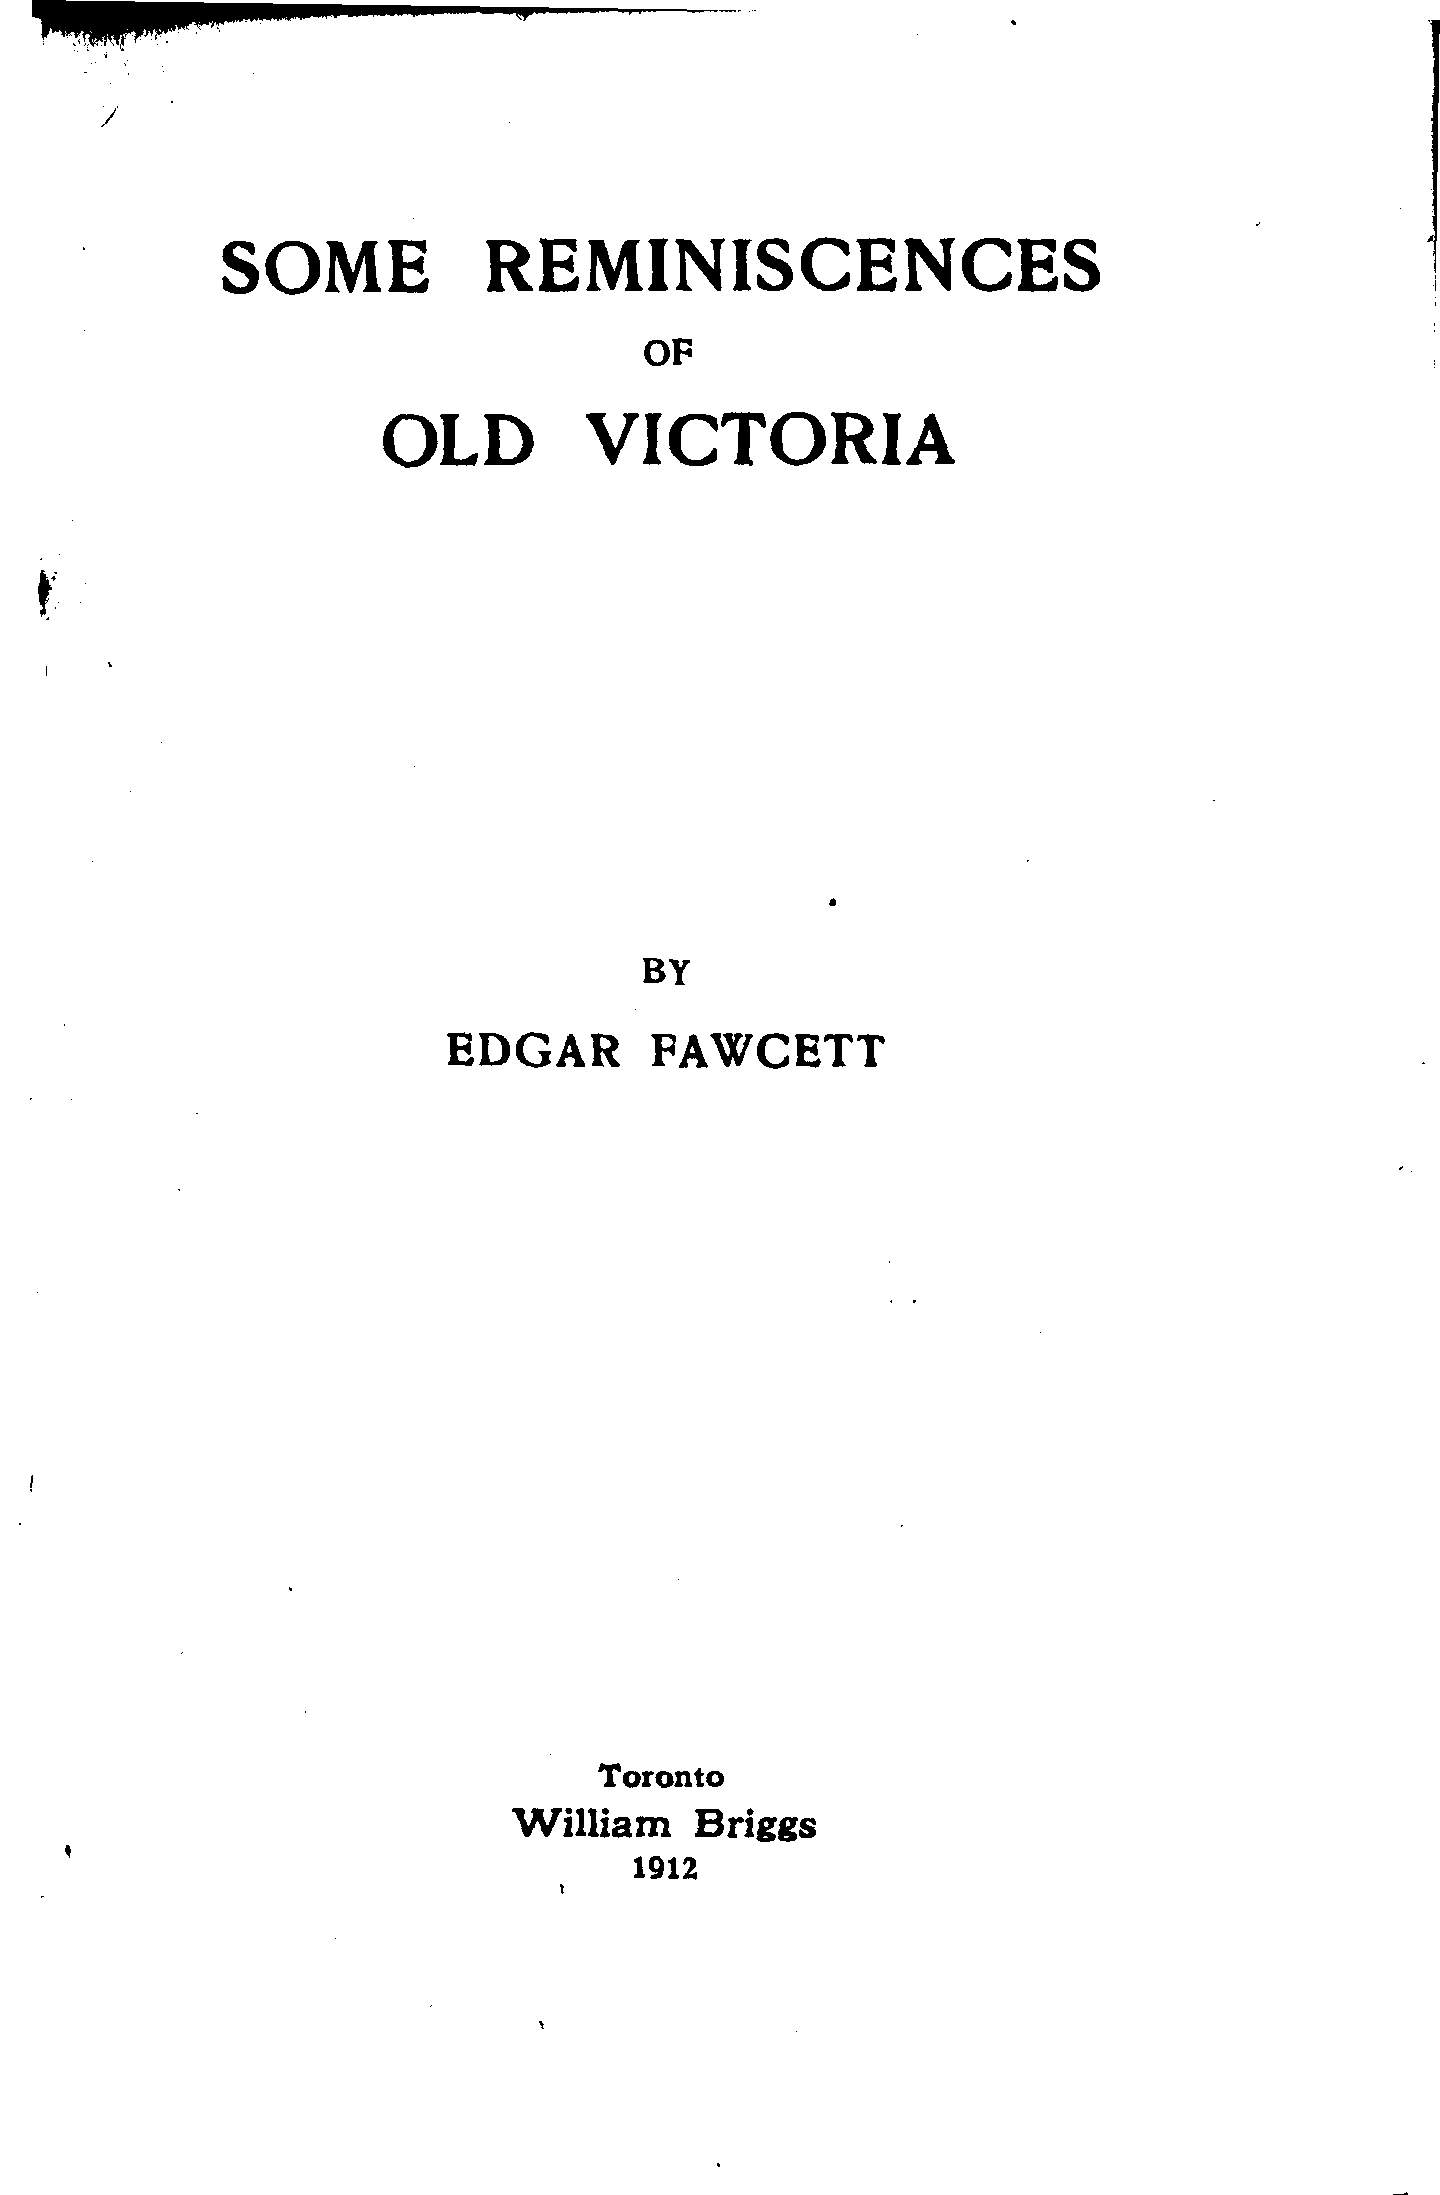 SOME REMINISCENCES
OF
OLD VICTORIA
BY
EDGAR FAWCETT
Toronto
William Briggs
1912